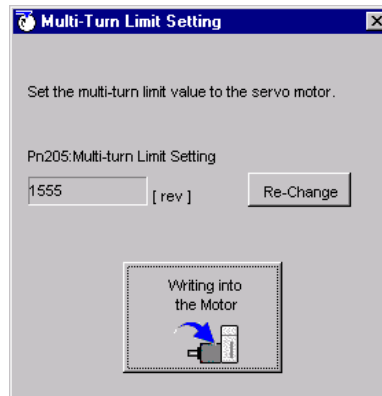 Multi-Turn Limit Setting
Set the multi-turn limit value to the servo motor.
Pn205:Multi-turn Limit Setting
1555 [ rev ] Re-Change
Writing into
the Motor